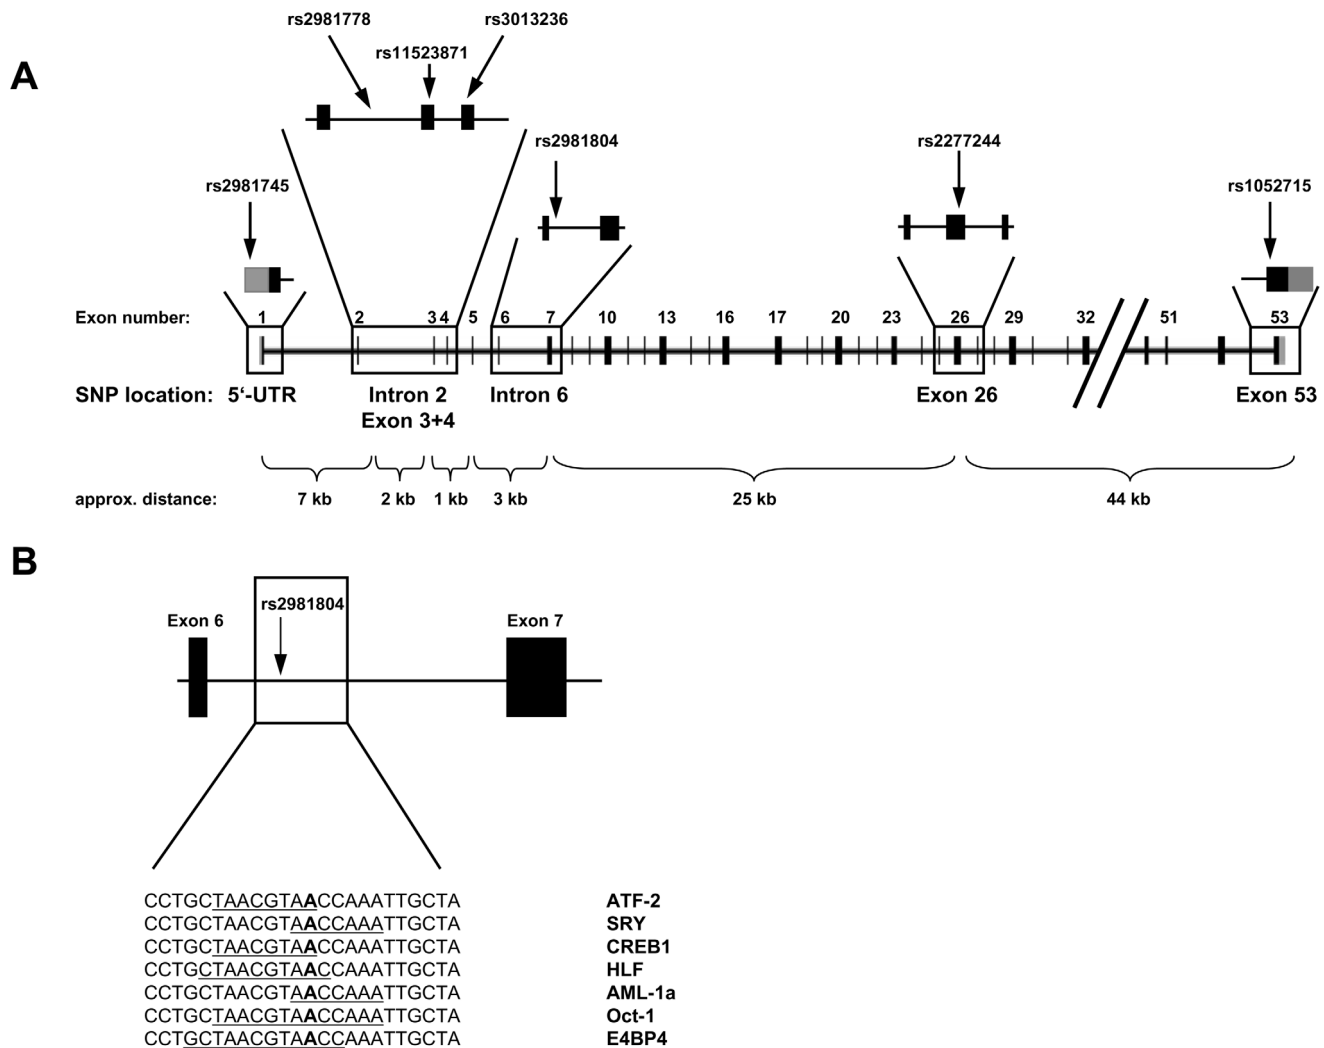 rs2981778 rs3013236
A rs11523871
rs2981804 rs2277244
rs2981745 rs1052715
Exon number: 1 2 3 4 5 6 7 10 13 16 17 20 23 26 29 32 51 53
SNP location: 5‘-UTR Intron 2 Intron 6 Exon 26 Exon 53
Exon 3+4
approx. distance: 7 kb 2 kb 1 kb 3 kb 25 kb 44 kb
B
rs2981804
Exon 6 Exon 7
CCTGCTAACGTAACCAAATTGCTA ATF-2
CCTGCTAACGTAACCAAATTGCTA SRY
CCTGCTAACGTAACCAAATTGCTA CREB1
CCTGCTAACGTAACCAAATTGCTA HLF
CCTGCTAACGTAACCAAATTGCTA AML-1a
CCTGCTAACGTAACCAAATTGCTA Oct-1
CCTGCTAACGTAACCAAATTGCTA E4BP4